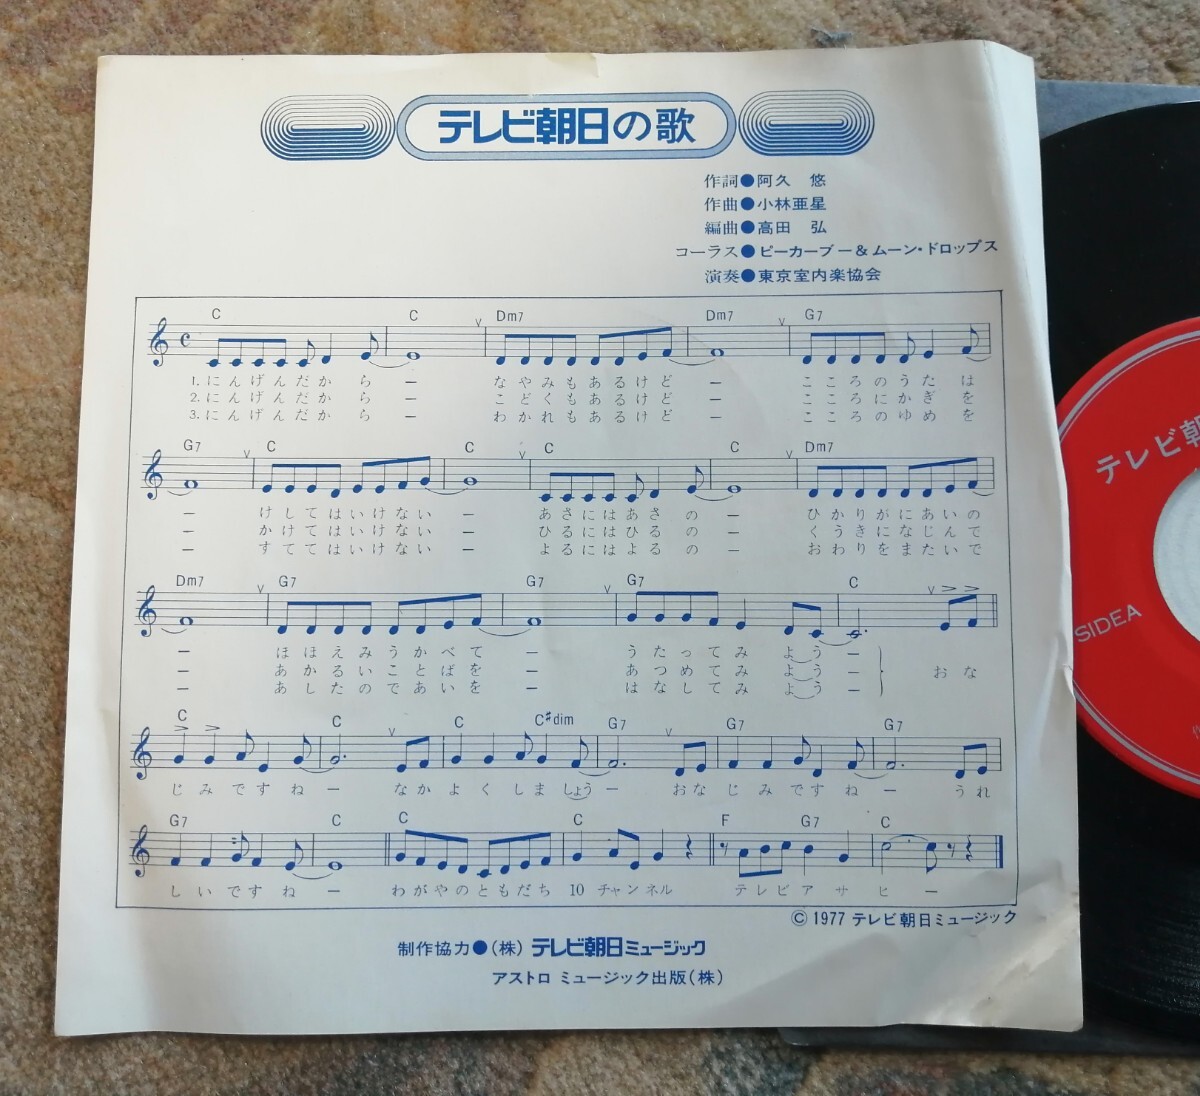 テレビ朝日の歌
作詞●阿久 悠
作曲●小林亜星
編曲●高田 弘
コーラス●ピーカーブー&ムーン・ドロップス
演奏●東京室内楽協会
C C Dm7 Dm7 G7
1.にんげんだから ー なやみもあるけど ー こころのうたは
2.にんげんだから ー こどくもあるけど ー こころにかぎを
3.にんげんだから ー わかれもあるけど ー こころのゆめを
G7 C C C C Dm7
ー けしてはいけない ー あさにはあさの ー ひかりがにあいの
ー かけてはいけない ー ひるにはひるの ー くうきになじんで
ー すててはいけない ー よるにはよるの ー おわりをまたいで
Dm7 G7 G7 G7 C
ー ほほえみうかべて ー うたってみよう ー
ー あかるいことばを ー あつめてみよう ー おな
ー あしたのであいを ー はなしてみよう ー
C C C C#dim G7 G7 G7
じみですね ー なかよくしましょう ー おなじみですね ー うれ
G7 C C C F G7 C
しいですね ー わがやのともだち 10 チャンネル テレビアサヒー
© 1977 テレビ朝日ミュージック
制作協力●(株) テレビ朝日ミュージック
アストロ ミュージック出版(株)
テレビ朝
SIDEA